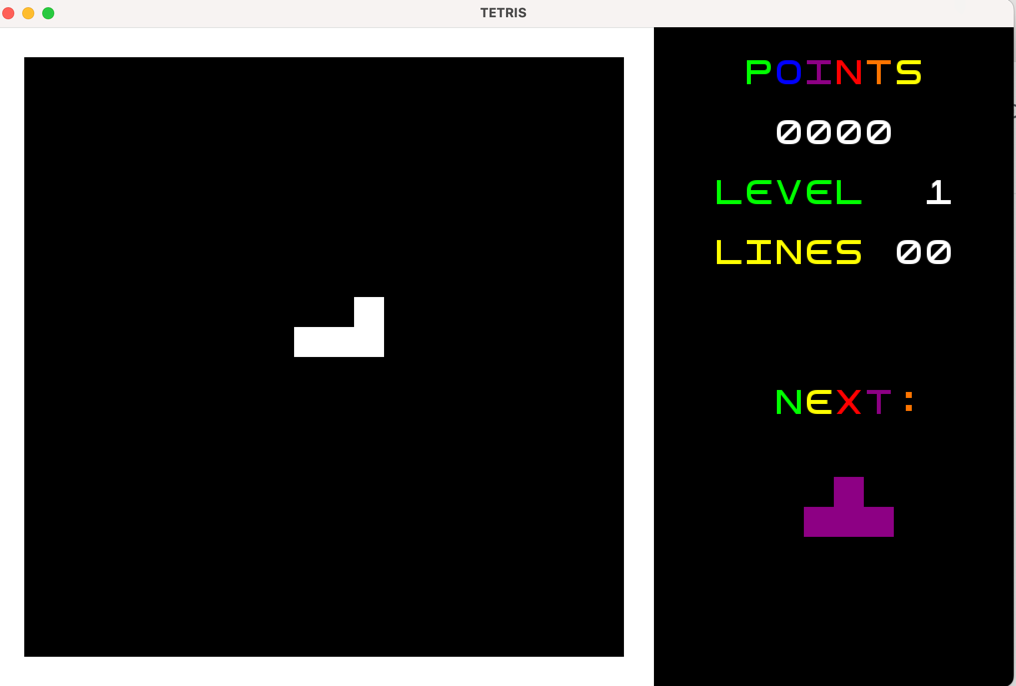 TETRIS
POINTS
0000
LEVEL 1
LINES 00
NEXT: